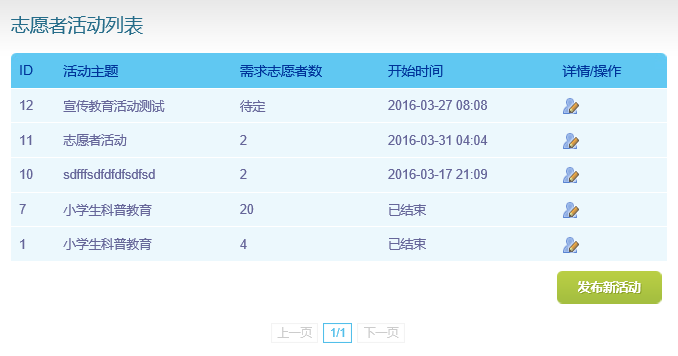 志愿者活动列表
ID 活动主题 需求志愿者数 开始时间 详情/操作
12 宣传教育活动测试 待定 2016-03-27 08:08
11 志愿者活动 2 2016-03-31 04:04
10 sdfffsdfdfdfsdfsd 2 2016-03-17 21:09
7 小学生科普教育 20 已结束
1 小学生科普教育 4 已结束
发布新活动
上一页 1/1 下一页